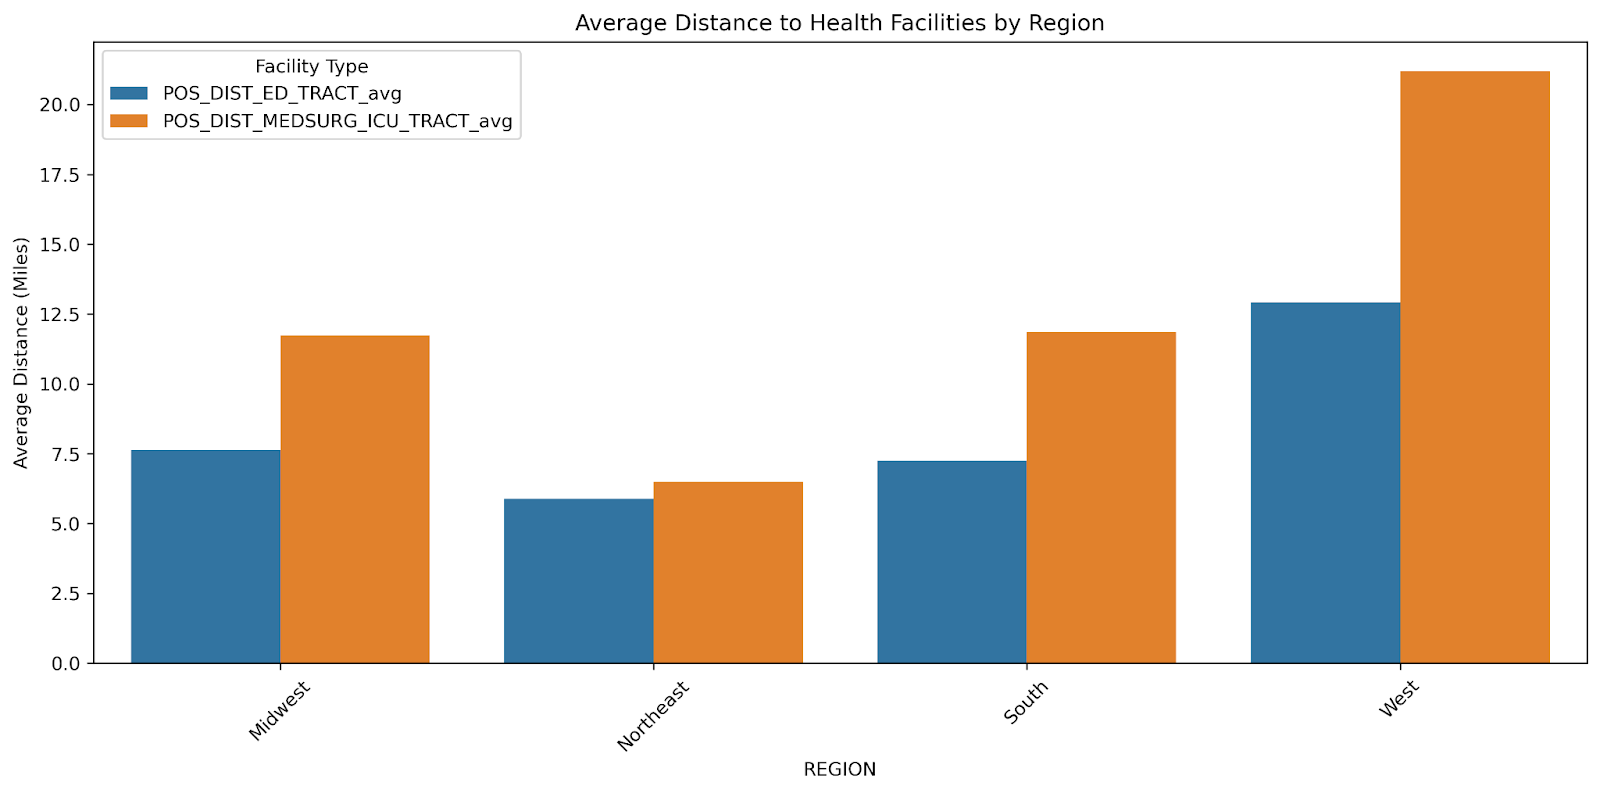 Average Distance to Health Facilities by Region
Facility Type
POS_DIST_ED_TRACT_avg
POS_DIST_MEDSURG_ICU_TRACT_avg
Average Distance (Miles)
20.0
17.5
15.0
12.5
10.0
7.5
5.0
2.5
0.0
Midwest
Northeast
South
West
REGION